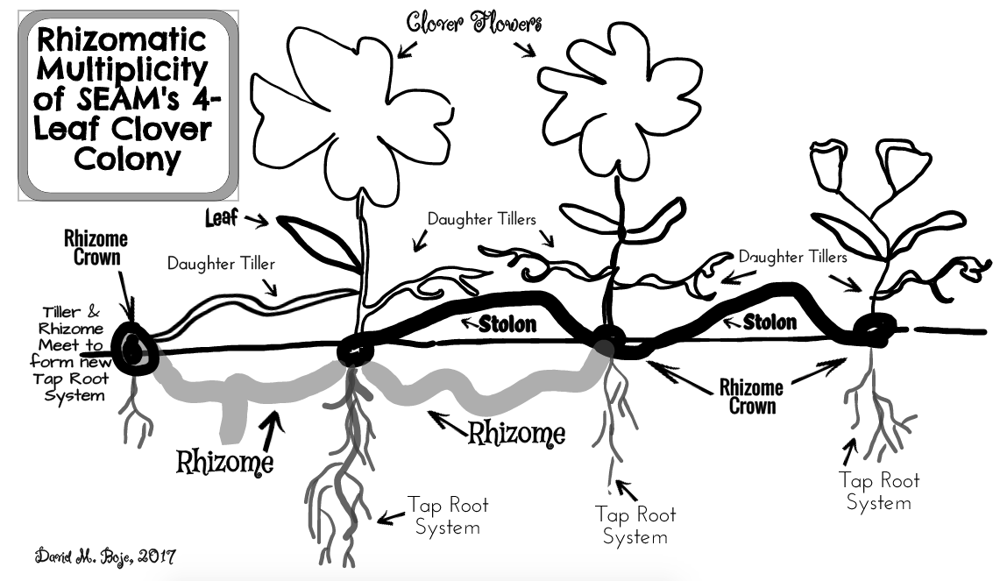 Rhizomatic
Multiplicity
of SEAM's 4-
Leaf Clover
Colony
Clover Flowers
Leaf
Daughter Tillers
Rhizome
Crown
Daughter Tiller
Daughter Tillers
Tiller &
Rhizome
Meet to
form new
Tap Root
System
Stolon
Stolon
Rhizome
Crown
Rhizome
Rhizome
Tap Root
System
Tap Root
System
Tap Root
System
David M. Boje, 2017